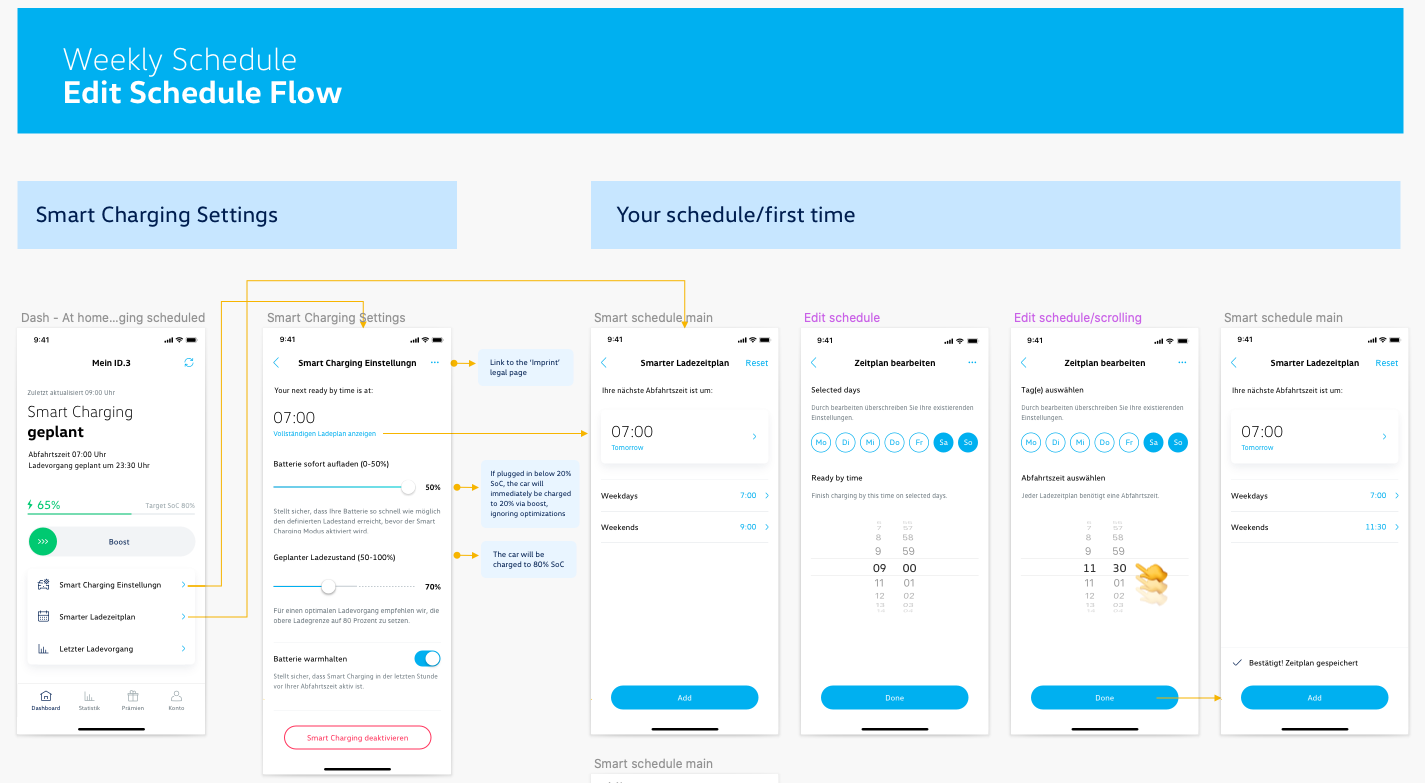 Weekly Schedule
Edit Schedule Flow
Smart Charging Settings
Your schedule/first time
Dash - At home...ging scheduled
9:41
Mein ID.3
Zuletzt aktualisiert 09:00 Uhr
Smart Charging
geplant
Abfahrtszeit 07:00 Uhr
Ladevorgang geplant um 23:30 Uhr
65%
Target SoC 80%
Boost
Smart Charging Einstellungn
Smarter Ladezeitplan
Letzter Ladevorgang
Dashboard
Statistik
Prämien
Konto
Smart Charging Settings
9:41
Smart Charging Einstellungn
Your next ready by time is at:
07:00
Vollständigen Ladeplan anzeigen
Batterie sofort aufladen (0-50%)
50%
Stellt sicher, dass Ihre Batterie so schnell wie möglich
den definierten Ladestand erreicht, bevor der Smart
Charging Modus aktiviert wird.
Geplanter Ladezustand (50-100%)
70%
Für einen optimalen Ladevorgang empfehlen wir, die
obere Ladegrenze auf 80 Prozent zu setzen.
Batterie warmhalten
Stellt sicher, dass Smart Charging in der letzten Stunde
vor Ihrer Abfahrtszeit aktiv ist.
Smart Charging deaktivieren
Link to the 'Imprint'
legal page
If plugged in below 20%
SoC, the car will
immediately be charged
to 20% via boost,
ignoring optimizations
The car will be
charged to 80% SoC
Smart schedule main
9:41
Smarter Ladezeitplan
Reset
Ihre nächste Abfahrtszeit ist um:
07:00
Tomorrow
Weekdays
7:00
Weekends
9:00
Add
Edit schedule
9:41
Zeitplan bearbeiten
Selected days
Durch bearbeiten überschreiben Sie Ihre existierenden
Einstellungen.
Mo Di Mi Do Fr Sa So
Ready by time
Finish charging by this time on selected days.
7 57
8 58
9 59
09 00
11 01
12 02
13 03
Done
Edit schedule/scrolling
9:41
Zeitplan bearbeiten
Tag(e) auswählen
Durch bearbeiten überschreiben Sie Ihre existierenden
Einstellungen.
Mo Di Mi Do Fr Sa So
Abfahrtszeit auswählen
Jeder Ladezeitplan benötigt eine Abfahrtszeit.
7 57
8 58
9 59
11 30
11 01
12 02
13 03
Done
Smart schedule main
9:41
Smarter Ladezeitplan
Reset
Ihre nächste Abfahrtszeit ist um:
07:00
Tomorrow
Weekdays
7:00
Weekends
11:30
Bestätigt! Zeitplan gespeichert
Add
Smart schedule main